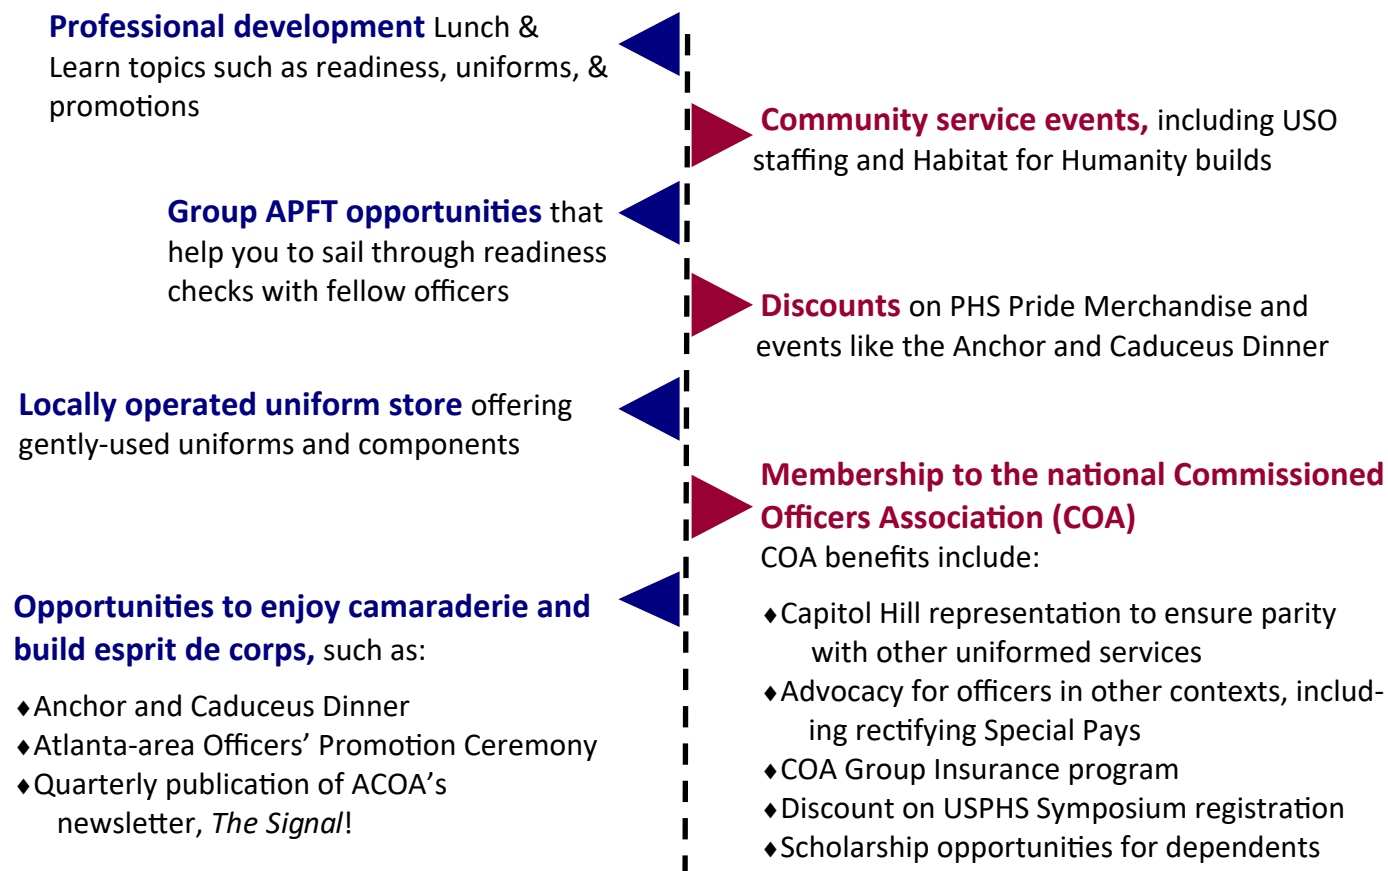 Professional development Lunch &
Learn topics such as readiness, uniforms, &
promotions
Community service events, including USO
staffing and Habitat for Humanity builds
Group APFT opportunities that
help you to sail through readiness
checks with fellow officers
Discounts on PHS Pride Merchandise and
events like the Anchor and Caduceus Dinner
Locally operated uniform store offering
gently-used uniforms and components
Membership to the national Commissioned
Officers Association (COA)
COA benefits include:
♦Capitol Hill representation to ensure parity
with other uniformed services
♦Advocacy for officers in other contexts, includ-
ing rectifying Special Pays
♦COA Group Insurance program
♦Discount on USPHS Symposium registration
♦Scholarship opportunities for dependents
Opportunities to enjoy camaraderie and
build esprit de corps, such as:
♦Anchor and Caduceus Dinner
♦Atlanta-area Officers’ Promotion Ceremony
♦Quarterly publication of ACOA’s
newsletter, The Signal!